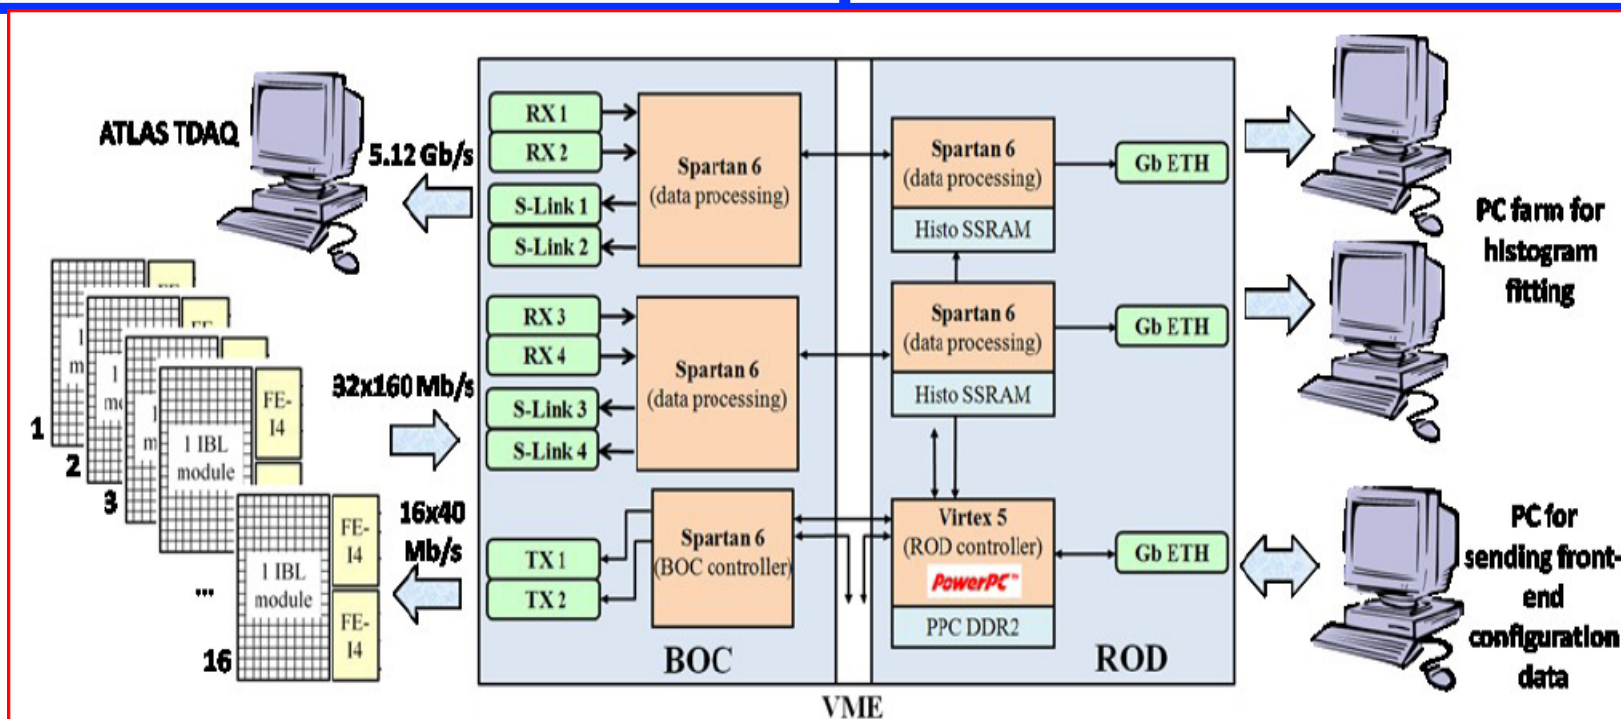 ATLAS TDAQ
5.12 Gb/s
RX 1
RX 2
S-Link 1
S-Link 2
Spartan 6
(data processing)
Spartan 6
(data processing)
Histo SSRAM
Gb ETH
PC farm for
histogram
fitting
RX 3
RX 4
S-Link 3
S-Link 4
Spartan 6
(data processing)
Spartan 6
(data processing)
Histo SSRAM
Gb ETH
32x160 Mb/s
1
2
3
...
16
1 IBL
module
FE-
I4
1 IBL
module
FE-
I4
FE-
I4
16x40
Mb/s
TX 1
TX 2
Spartan 6
(BOC controller)
Virtex 5
(ROD controller)
PowerPC™
PPC DDR2
Gb ETH
PC for
sending front-
end
configuration
data
BOC
ROD
VME